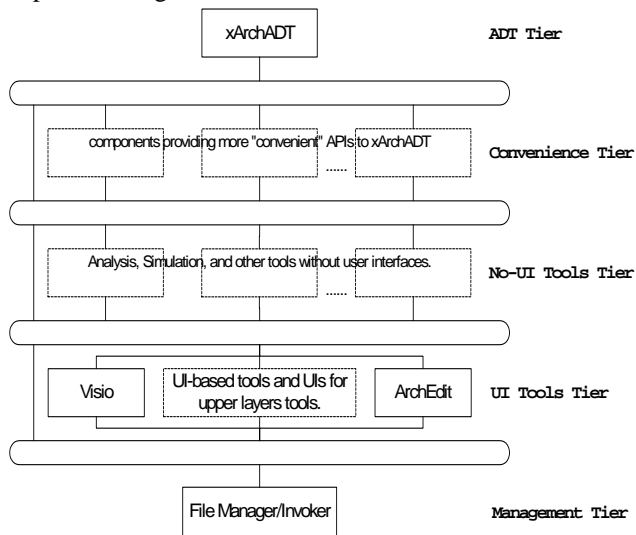 xArchADT
ADT Tier
components providing more "convenient" APIs to xArchADT
......
Convenience Tier
Analysis, Simulation, and other tools without user interfaces.
......
No-UI Tools Tier
Visio
UI-based tools and UIs for
upper layers tools.
ArchEdit
UI Tools Tier
File Manager/Invoker
Management Tier